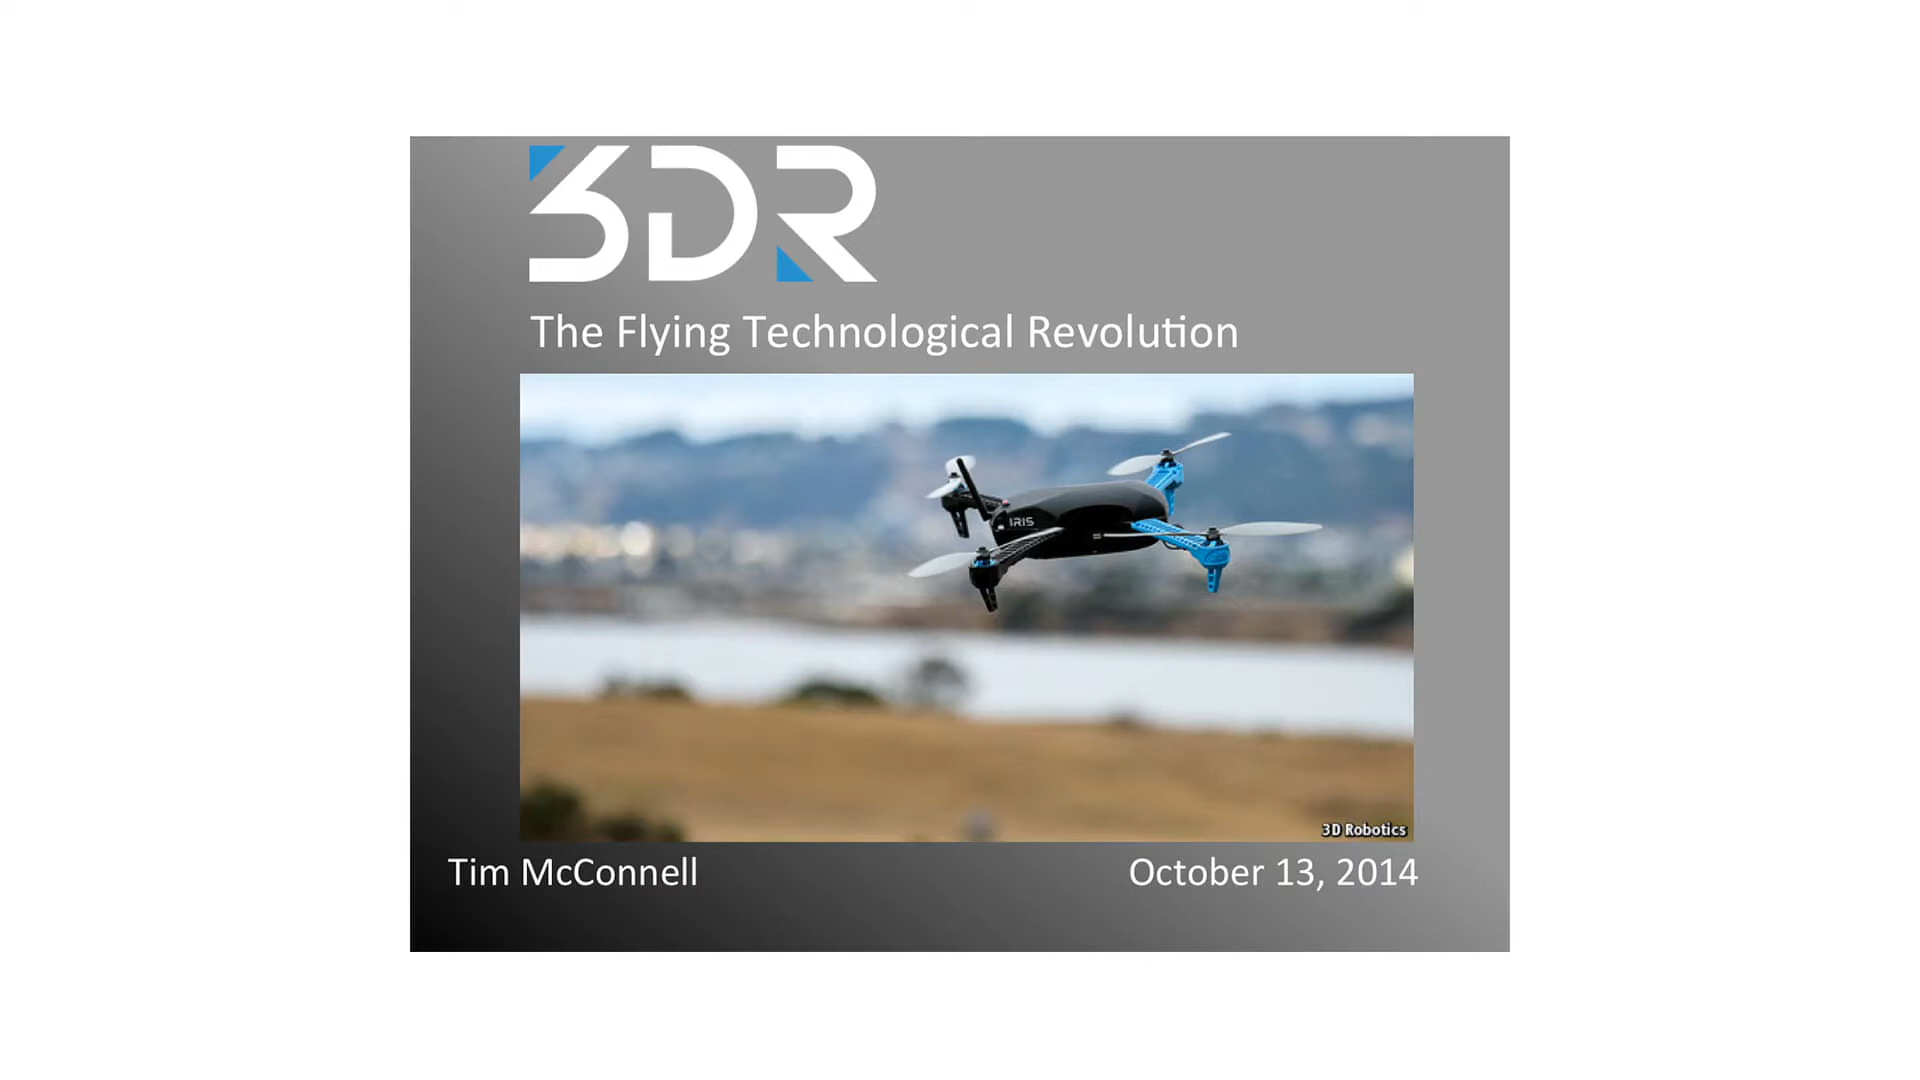 3DR
The Flying Technological Revolution
IRIS
3D Robotics
Tim McConnell
October 13, 2014